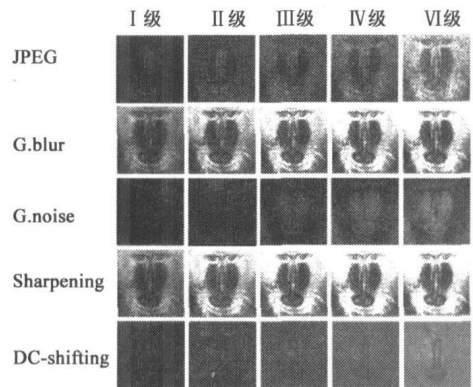 Ⅰ级 Ⅱ级 Ⅲ级 Ⅳ级 Ⅵ级
JPEG
G.blur
G.noise
Sharpening
DC-shifting